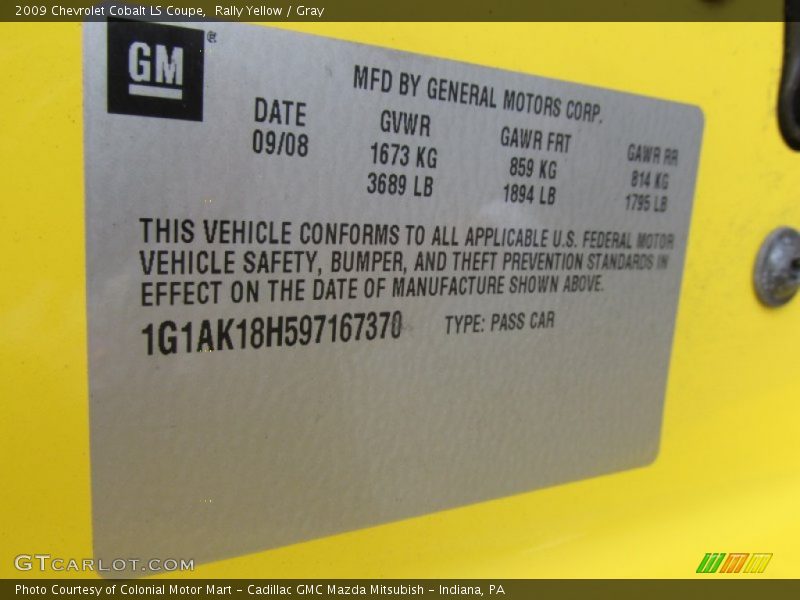 2009 Chevrolet Cobalt LS Coupe, Rally Yellow / Gray
GM ®
MFD BY GENERAL MOTORS CORP.
DATE GVWR GAWR FRT GAWR RR
09/08 1673 KG 859 KG 814 KG
3689 LB 1894 LB 1795 LB
THIS VEHICLE CONFORMS TO ALL APPLICABLE U.S. FEDERAL MOTOR
VEHICLE SAFETY, BUMPER, AND THEFT PREVENTION STANDARDS IN
EFFECT ON THE DATE OF MANUFACTURE SHOWN ABOVE.
1G1AK18H597167370 TYPE: PASS CAR
GTCARLOT.COM
Photo Courtesy of Colonial Motor Mart - Cadillac GMC Mazda Mitsubish - Indiana, PA